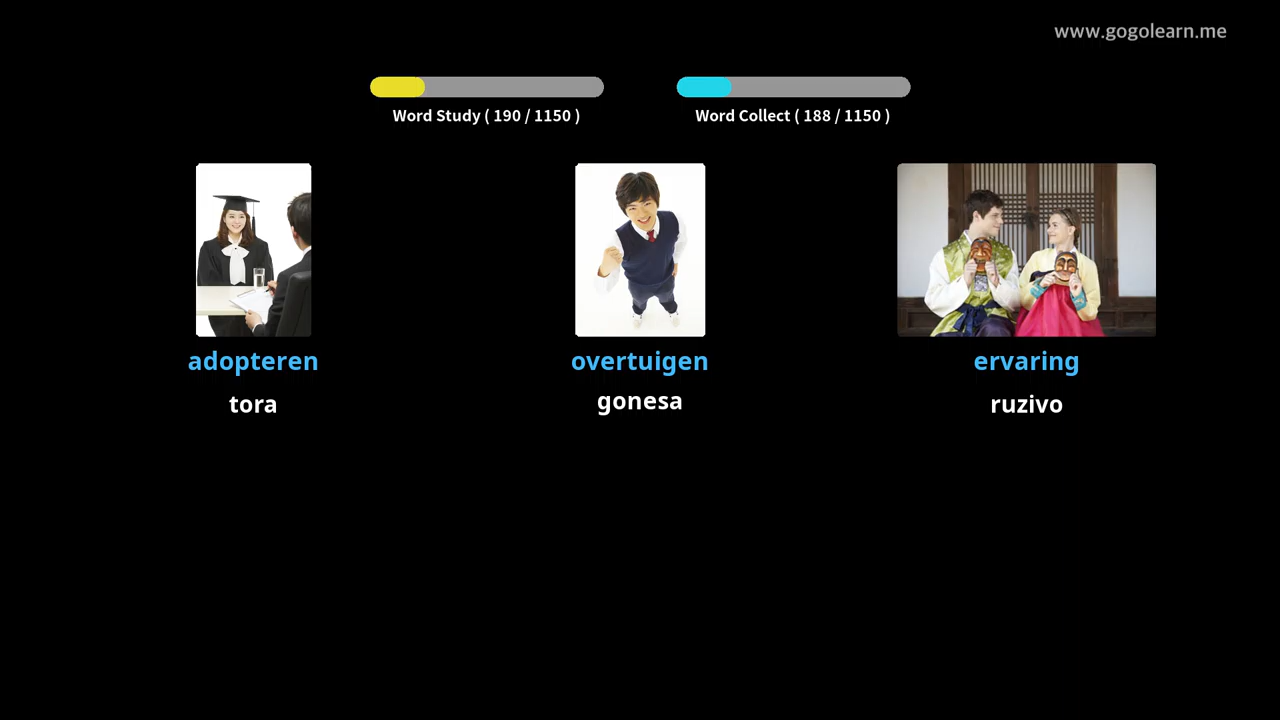 www.gogolearn.me
Word Study ( 190 / 1150 )
Word Collect ( 188 / 1150 )
adopteren
tora
overtuigen
gonesa
ervaring
ruzivo